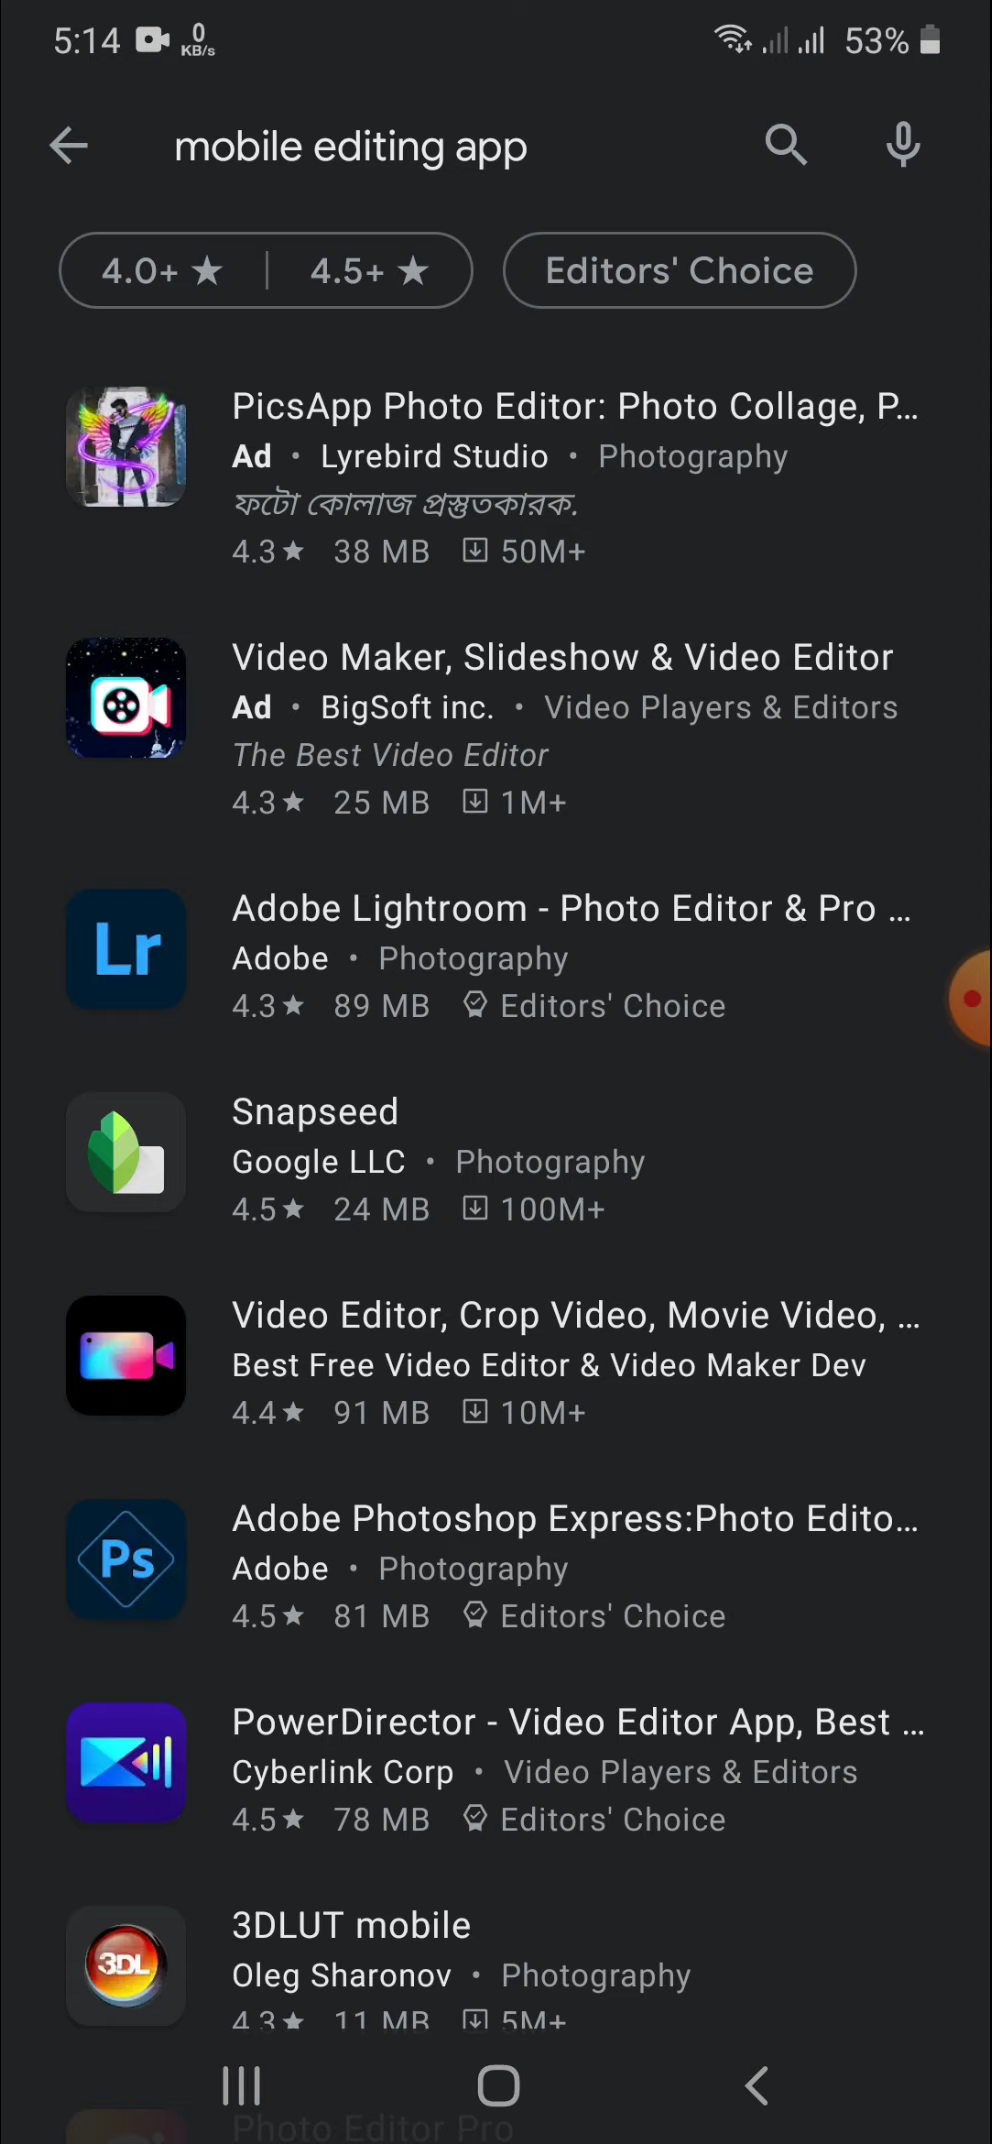 5:14 0 KB/s 53%
mobile editing app
4.0+ ★ | 4.5+ ★ Editors' Choice
PicsApp Photo Editor: Photo Collage, P...
Ad • Lyrebird Studio • Photography
ফটো কোলাজ প্রস্তুতকারক.
4.3★ 38 MB 50M+
Video Maker, Slideshow & Video Editor
Ad • BigSoft inc. • Video Players & Editors
The Best Video Editor
4.3★ 25 MB 1M+
Lr
Adobe Lightroom - Photo Editor & Pro ...
Adobe • Photography
4.3★ 89 MB Editors' Choice
Snapseed
Google LLC • Photography
4.5★ 24 MB 100M+
Video Editor, Crop Video, Movie Video, ...
Best Free Video Editor & Video Maker Dev
4.4★ 91 MB 10M+
Ps
Adobe Photoshop Express:Photo Edito...
Adobe • Photography
4.5★ 81 MB Editors' Choice
PowerDirector - Video Editor App, Best ...
Cyberlink Corp • Video Players & Editors
4.5★ 78 MB Editors' Choice
3DL
3DLUT mobile
Oleg Sharonov • Photography
4.3★ 11 MB 5M+
Photo Editor Pro